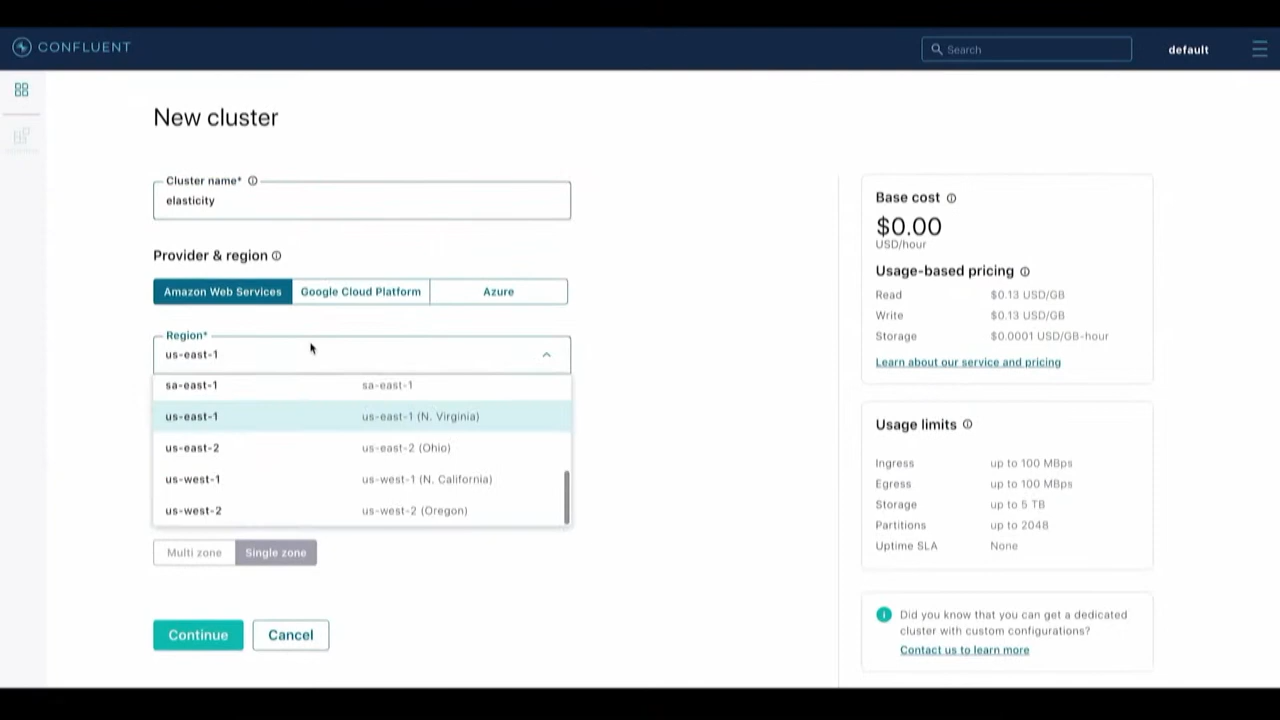 CONFLUENT
Search
default
New cluster
Cluster name*
elasticity
Provider & region
Amazon Web Services
Google Cloud Platform
Azure
Region*
us-east-1
sa-east-1 sa-east-1
us-east-1 us-east-1 (N. Virginia)
us-east-2 us-east-2 (Ohio)
us-west-1 us-west-1 (N. California)
us-west-2 us-west-2 (Oregon)
Multi zone
Single zone
Continue
Cancel
Base cost
$0.00
USD/hour
Usage-based pricing
Read $0.13 USD/GB
Write $0.13 USD/GB
Storage $0.0001 USD/GB-hour
Learn about our service and pricing
Usage limits
Ingress up to 100 MBps
Egress up to 100 MBps
Storage up to 5 TB
Partitions up to 2048
Uptime SLA None
Did you know that you can get a dedicated
cluster with custom configurations?
Contact us to learn more